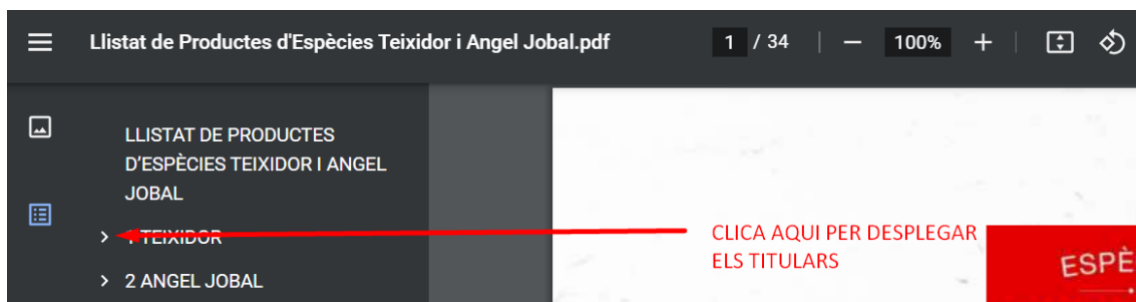 Llistat de Productes d'Espècies Teixidor i Angel Jobal.pdf
1 / 34
100%
LLISTAT DE PRODUCTES
D'ESPÈCIES TEIXIDOR I ANGEL
JOBAL
1 TEIXIDOR
2 ANGEL JOBAL
CLICA AQUI PER DESPLEGAR
ELS TITULARS
ESPÈ